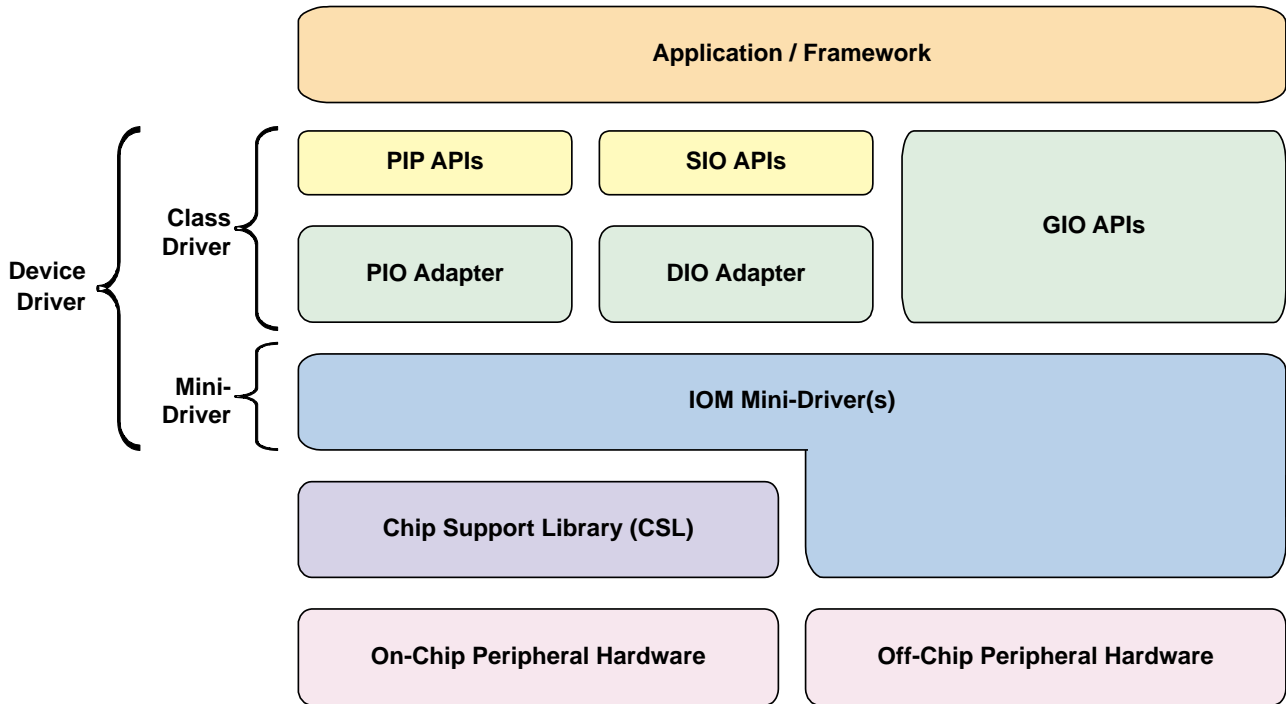 Application / Framework
PIP APIs
SIO APIs
GIO APIs
Class
Driver
PIO Adapter
DIO Adapter
Device
Driver
Mini-
Driver
IOM Mini-Driver(s)
Chip Support Library (CSL)
On-Chip Peripheral Hardware
Off-Chip Peripheral Hardware